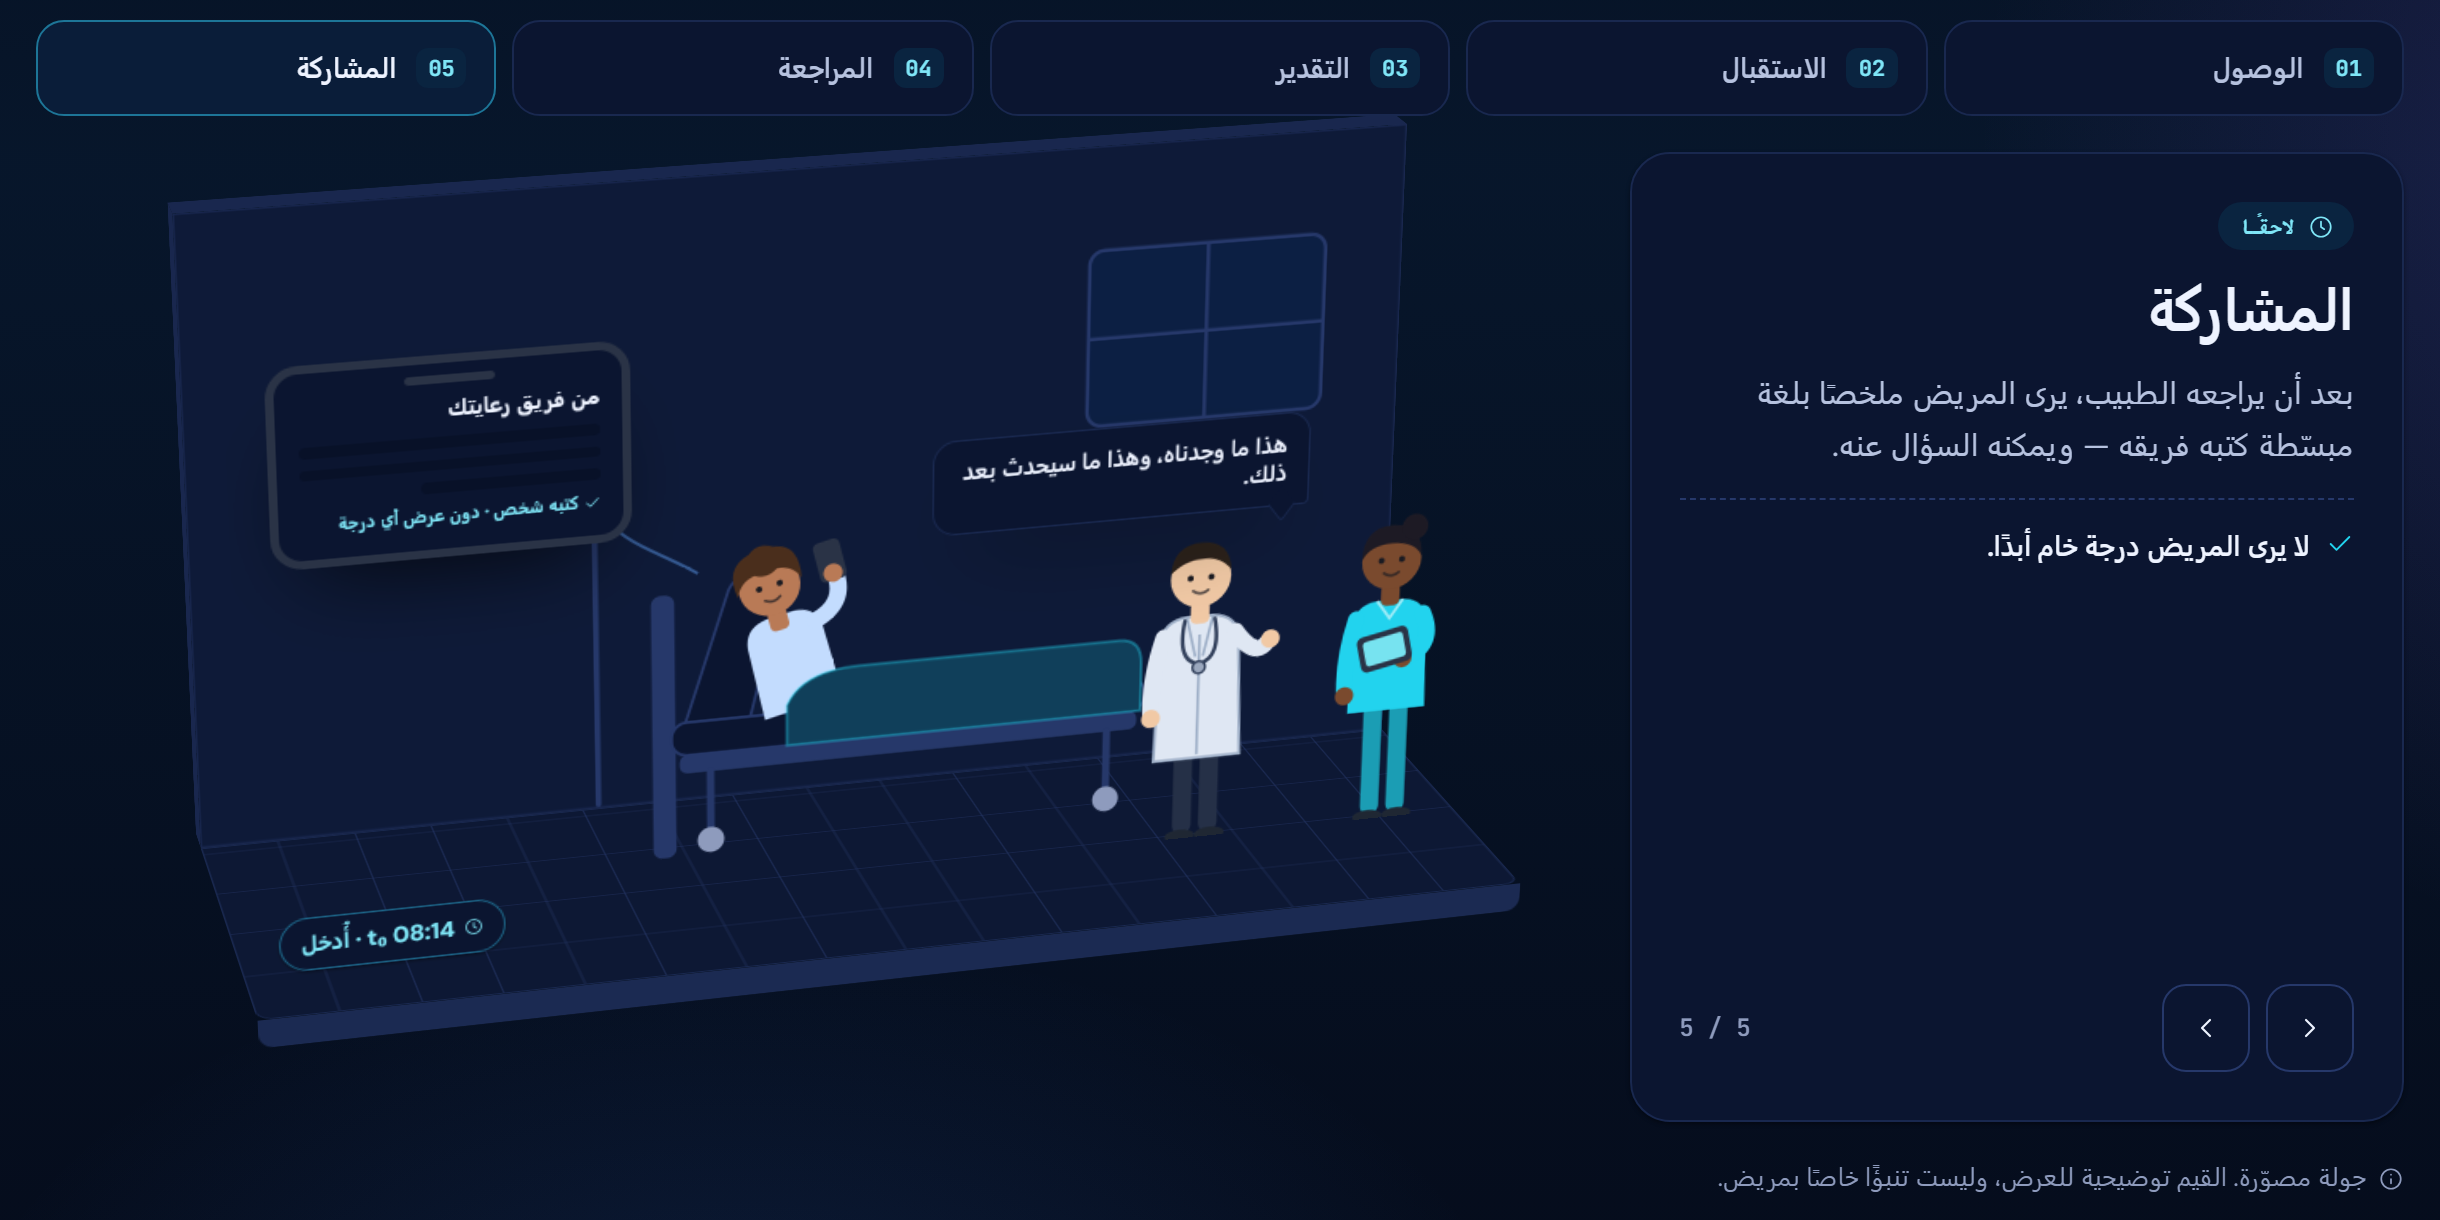 01 الوصول
02 الاستقبال
03 التقدير
04 المراجعة
05 المشاركة
لاحقًا
المشاركة
بعد أن يراجعه الطبيب، يرى المريض ملخصًا بلغة
مبسّطة كتبه فريقه — ويمكنه السؤال عنه.
لا يرى المريض درجة خام أبدًا.
5 / 5
هذا ما وجدناه، وهذا ما سيحدث بعد
ذلك.
من فريق رعايتك
كتبه شخص · دون عرض أي درجة
08:14 t₀ · أُدخل
جولة مصوّرة. القيم توضيحية للعرض، وليست تنبؤًا خاصًا بمريض.